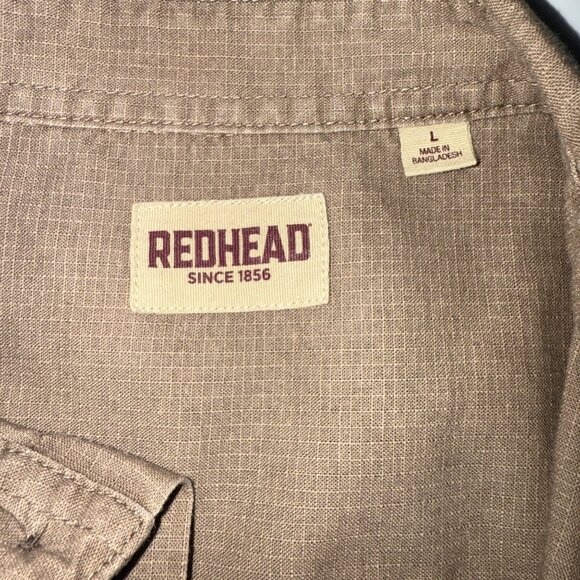 L
MADE IN
BANGLADESH
REDHEAD
SINCE 1856